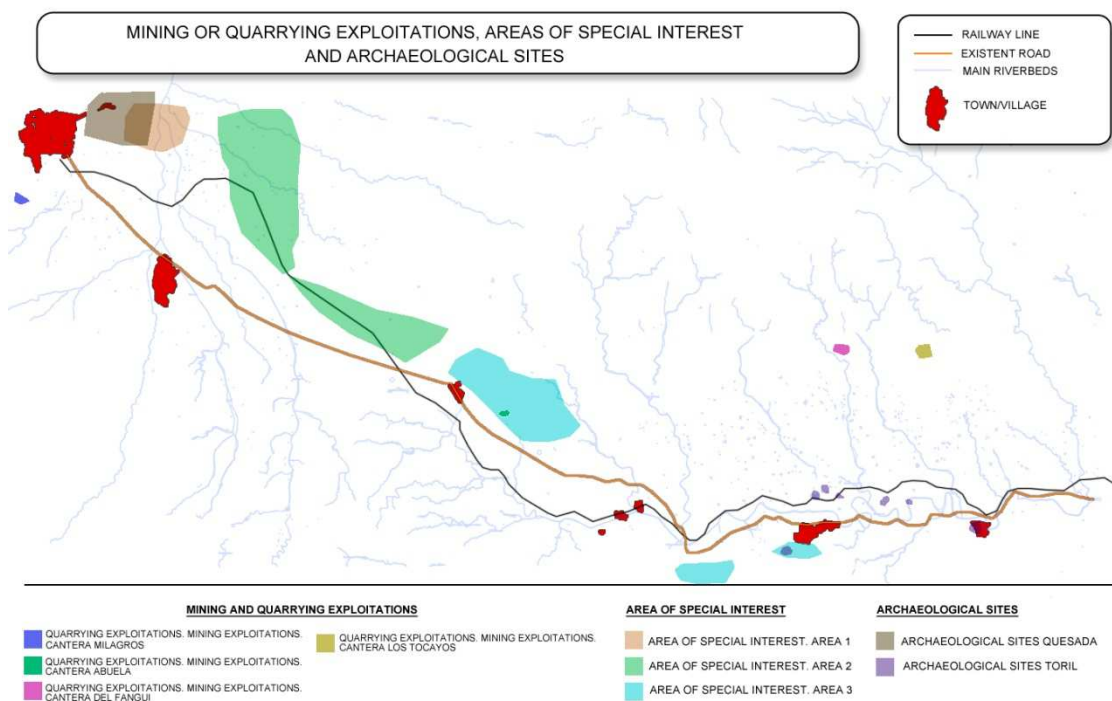 MINING OR QUARRYING EXPLOITATIONS, AREAS OF SPECIAL INTEREST
AND ARCHAEOLOGICAL SITES
RAILWAY LINE
EXISTENT ROAD
MAIN RIVERBEDS
TOWN/VILLAGE
MINING AND QUARRYING EXPLOITATIONS
QUARRYING EXPLOITATIONS. MINING EXPLOITATIONS.
CANTERA MILAGROS
QUARRYING EXPLOITATIONS. MINING EXPLOITATIONS.
CANTERA ABUELA
QUARRYING EXPLOITATIONS. MINING EXPLOITATIONS.
CANTERA DEL FANGUI
QUARRYING EXPLOITATIONS. MINING EXPLOITATIONS.
CANTERA LOS TOCAYOS
AREA OF SPECIAL INTEREST
AREA OF SPECIAL INTEREST. AREA 1
AREA OF SPECIAL INTEREST. AREA 2
AREA OF SPECIAL INTEREST. AREA 3
ARCHAEOLOGICAL SITES
ARCHAEOLOGICAL SITES QUESADA
ARCHAEOLOGICAL SITES TORIL